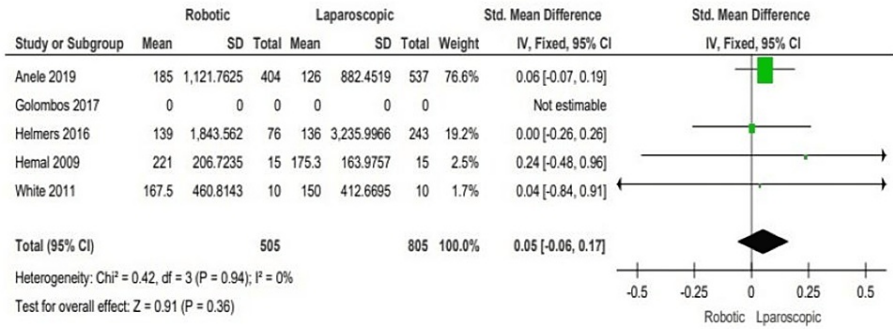 Robotic Laparoscopic Std. Mean Difference Std. Mean Difference
Study or Subgroup Mean SD Total Mean SD Total Weight IV, Fixed, 95% CI IV, Fixed, 95% CI
Anele 2019 185 1,121.7625 404 126 882.4519 537 76.6% 0.06 [-0.07, 0.19]
Golombos 2017 0 0 0 0 0 0 Not estimable
Helmers 2016 139 1,843.562 76 136 3,235.9966 243 19.2% 0.00 [-0.26, 0.26]
Hemal 2009 221 206.7235 15 175.3 163.9757 15 2.5% 0.24 [-0.48, 0.96]
White 2011 167.5 460.8143 10 150 412.6695 10 1.7% 0.04 [-0.84, 0.91]
Total (95% CI) 505 805 100.0% 0.05 [-0.06, 0.17]
Heterogeneity: Chi² = 0.42, df = 3 (P = 0.94); I² = 0%
Test for overall effect: Z = 0.91 (P = 0.36)
-0.5 -0.25 0 0.25 0.5
Robotic Lparoscopic